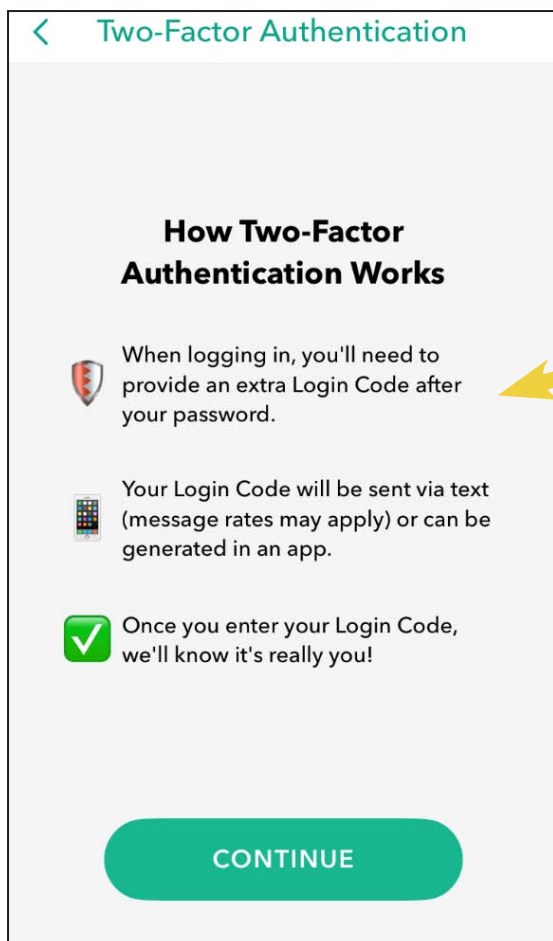 Two-Factor Authentication
How Two-Factor
Authentication Works
When logging in, you'll need to
provide an extra Login Code after
your password.
Your Login Code will be sent via text
(message rates may apply) or can be
generated in an app.
Once you enter your Login Code,
we'll know it's really you!
CONTINUE